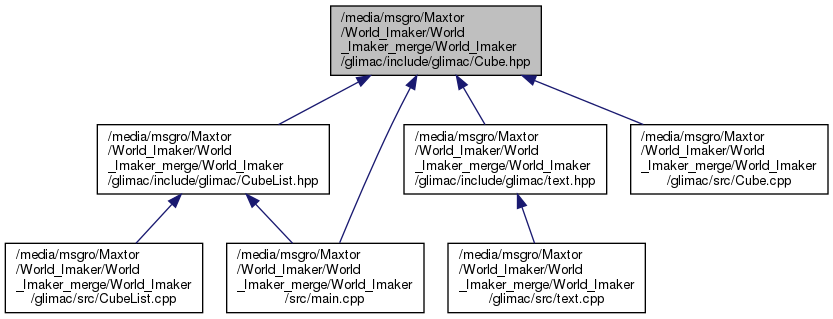 /media/msgro/Maxtor
/World_Imaker/World
_Imaker_merge/World_Imaker
/glimac/include/glimac/Cube.hpp
/media/msgro/Maxtor
/World_Imaker/World
_Imaker_merge/World_Imaker
/glimac/include/glimac/CubeList.hpp
/media/msgro/Maxtor
/World_Imaker/World
_Imaker_merge/World_Imaker
/glimac/include/glimac/text.hpp
/media/msgro/Maxtor
/World_Imaker/World
_Imaker_merge/World_Imaker
/glimac/src/Cube.cpp
/media/msgro/Maxtor
/World_Imaker/World
_Imaker_merge/World_Imaker
/glimac/src/CubeList.cpp
/media/msgro/Maxtor
/World_Imaker/World
_Imaker_merge/World_Imaker
/src/main.cpp
/media/msgro/Maxtor
/World_Imaker/World
_Imaker_merge/World_Imaker
/glimac/src/text.cpp